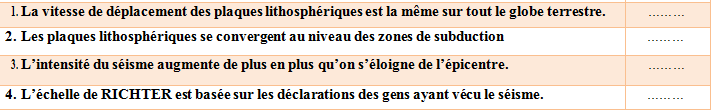 1. La vitesse de déplacement des plaques lithosphériques est la même sur tout le globe terrestre. ………
2. Les plaques lithosphériques se convergent au niveau des zones de subduction ………
3. L’intensité du séisme augmente de plus en plus qu’on s’éloigne de l’épicentre. ………
4. L’échelle de RICHTER est basée sur les déclarations des gens ayant vécu le séisme. ………